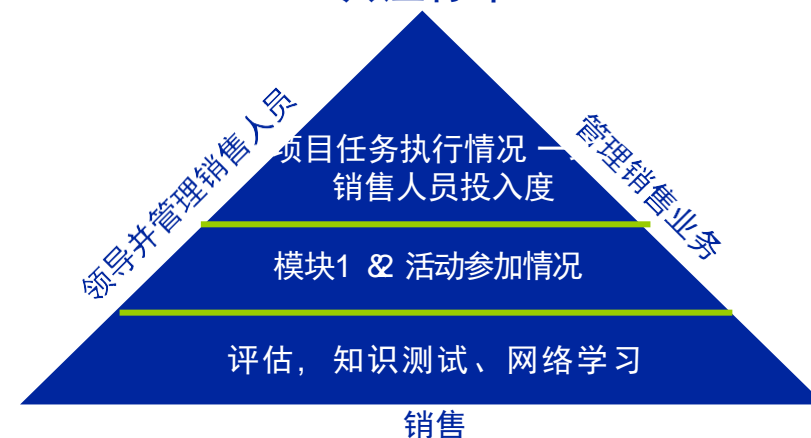 领导并管理销售人员
管理销售业务
项目任务执行情况 一
销售人员投入度
模块1 & 2 活动参加情况
评估，知识测试、网络学习
销售